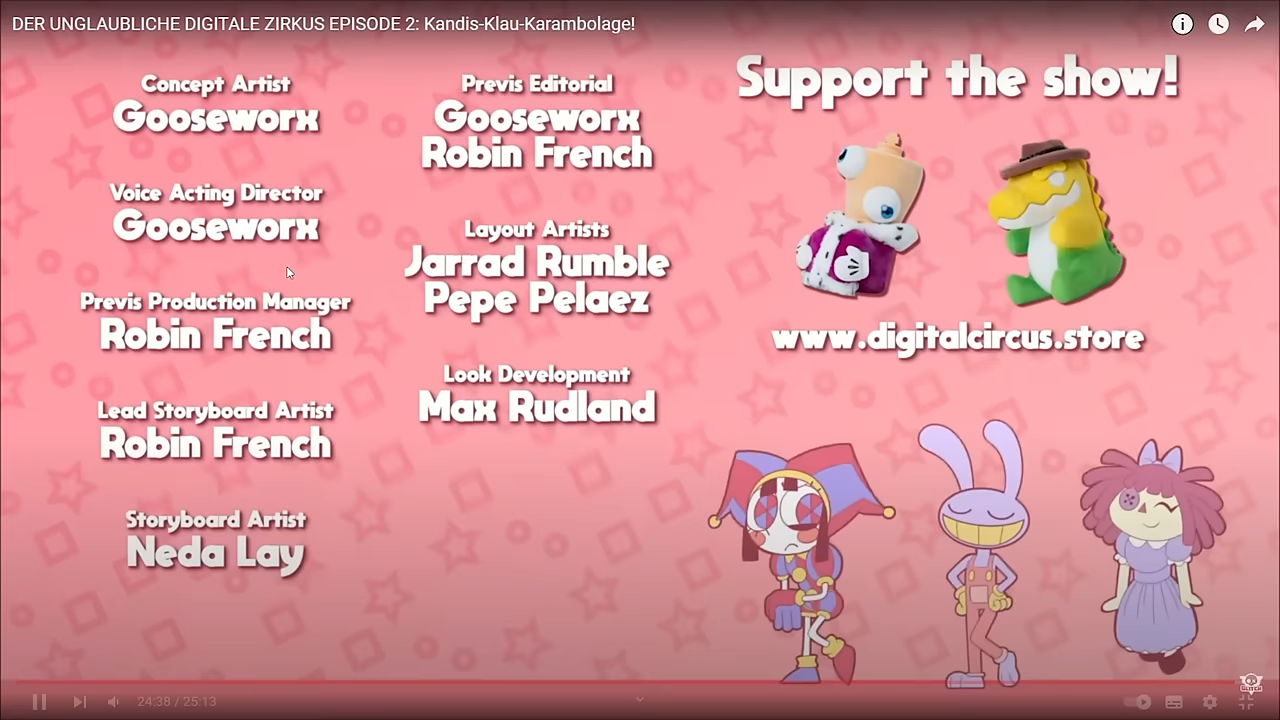 DER UNGLAUBLICHE DIGITALE ZIRKUS EPISODE 2: Kandis-Klau-Karambolage!
Concept Artist
Gooseworx
Voice Acting Director
Gooseworx
Previs Production Manager
Robin French
Lead Storyboard Artist
Robin French
Storyboard Artist
Neda Lay
Previs Editorial
Gooseworx
Robin French
Layout Artists
Jarrad Rumble
Pepe Pelaez
Look Development
Max Rudland
Support the show!
www.digitalcircus.store
24:38 / 25:13